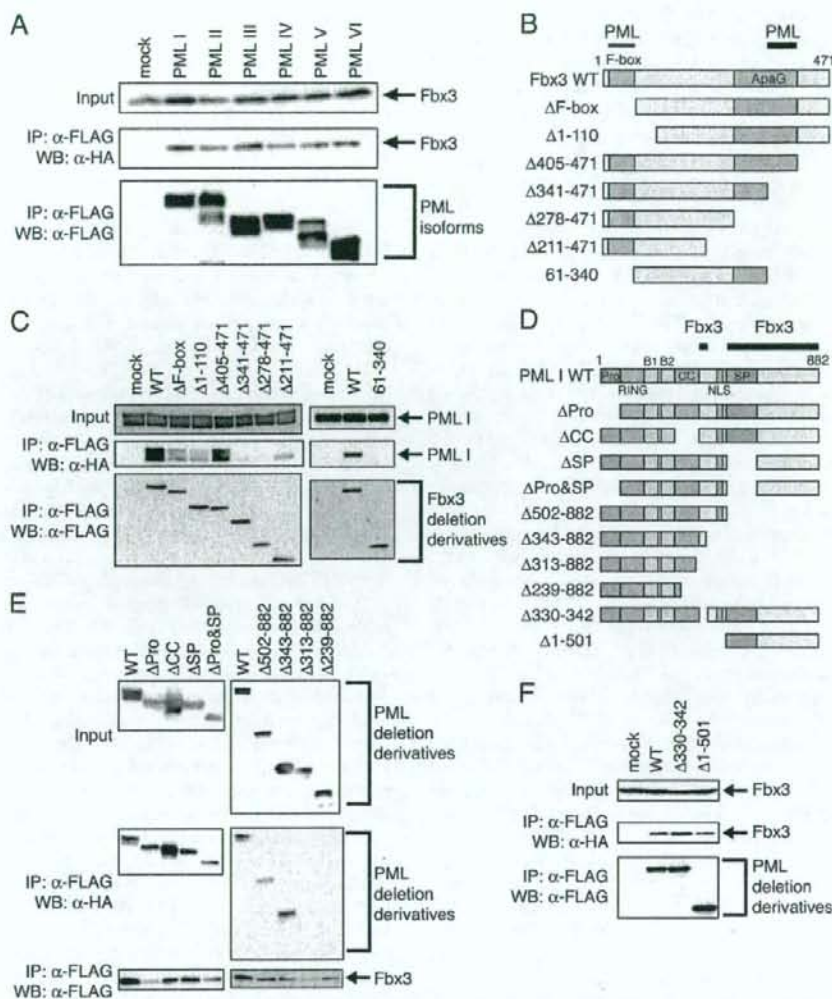 A
mock
PML I
PML II
PML III
PML IV
PML V
PML VI
Input
Fbx3
IP: α-FLAG
WB: α-HA
Fbx3
IP: α-FLAG
WB: α-FLAG
PML
isoforms
B
PML
PML
1
F-box
471
Fbx3 WT
ApaG
ΔF-box
Δ1-110
Δ405-471
Δ341-471
Δ278-471
Δ211-471
61-340
C
mock
WT
ΔF-box
Δ1-110
Δ405-471
Δ341-471
Δ278-471
Δ211-471
mock
WT
61-340
Input
PML I
IP: α-FLAG
WB: α-HA
PML I
IP: α-FLAG
WB: α-FLAG
Fbx3
deletion
derivatives
D
Fbx3
Fbx3
1
B1
B2
882
PML I WT
Pro
CC
SP
RING
NLS
ΔPro
ΔCC
ΔSP
ΔPro&SP
Δ502-882
Δ343-882
Δ313-882
Δ239-882
Δ330-342
Δ1-501
E
WT
ΔPro
ΔCC
ΔSP
ΔPro&SP
WT
Δ502-882
Δ343-882
Δ313-882
Δ239-882
Input
PML
deletion
derivatives
IP: α-FLAG
WB: α-HA
PML
deletion
derivatives
IP: α-FLAG
WB: α-FLAG
Fbx3
F
mock
WT
Δ330-342
Δ1-501
Input
Fbx3
IP: α-FLAG
WB: α-HA
Fbx3
IP: α-FLAG
WB: α-FLAG
PML
deletion
derivatives